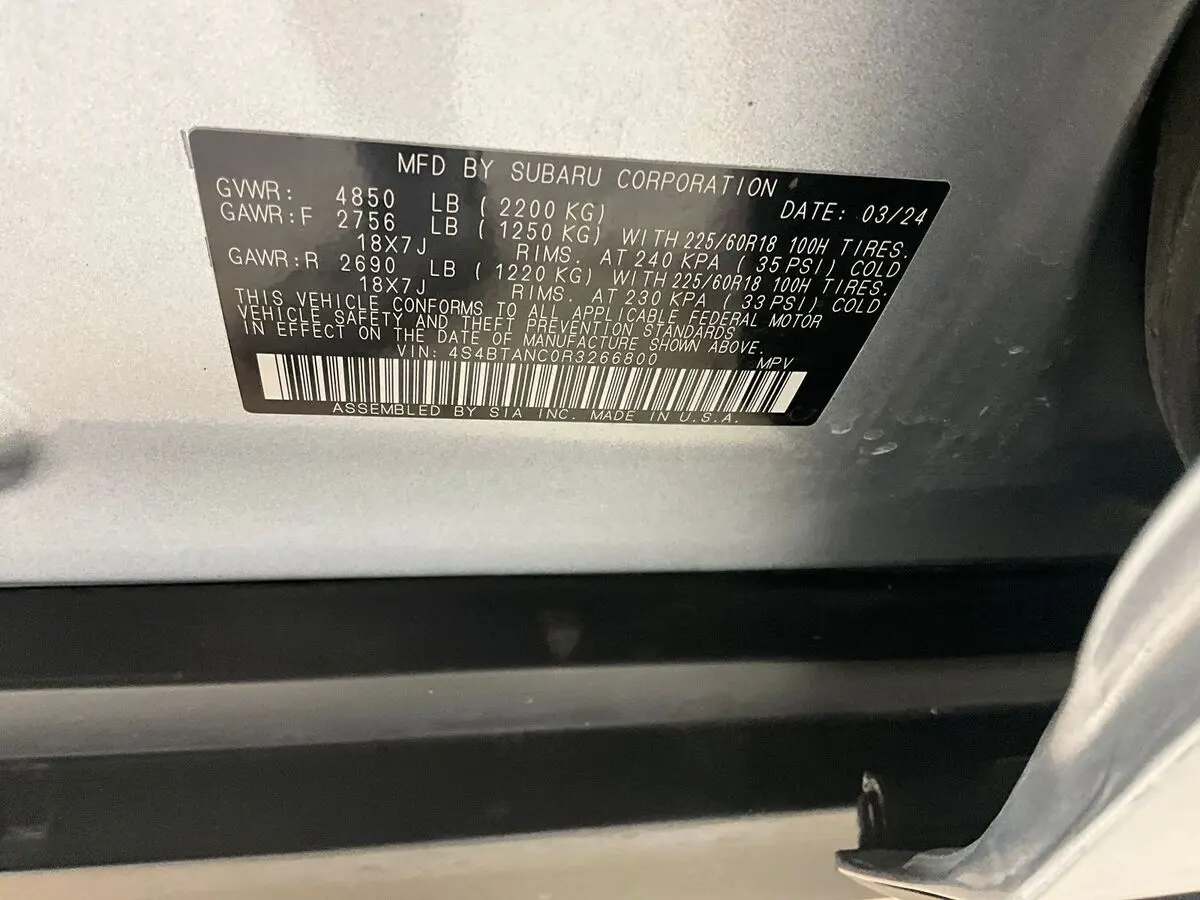 MFD BY SUBARU CORPORATION
GVWR: 4850 LB ( 2200 KG) DATE: 03/24
GAWR:F 2756 LB ( 1250 KG) WITH 225/60R18 100H TIRES.
18X7J RIMS. AT 240 KPA ( 35 PSI) COLD
GAWR:R 2690 LB ( 1220 KG) WITH 225/60R18 100H TIRES.
18X7J RIMS. AT 230 KPA ( 33 PSI) COLD
THIS VEHICLE CONFORMS TO ALL APPLICABLE FEDERAL MOTOR
VEHICLE SAFETY AND THEFT PREVENTION STANDARDS
IN EFFECT ON THE DATE OF MANUFACTURE SHOWN ABOVE.
VIN: 4S4BTANC0R3266800 MPV
ASSEMBLED BY SIA INC. MADE IN U.S.A.